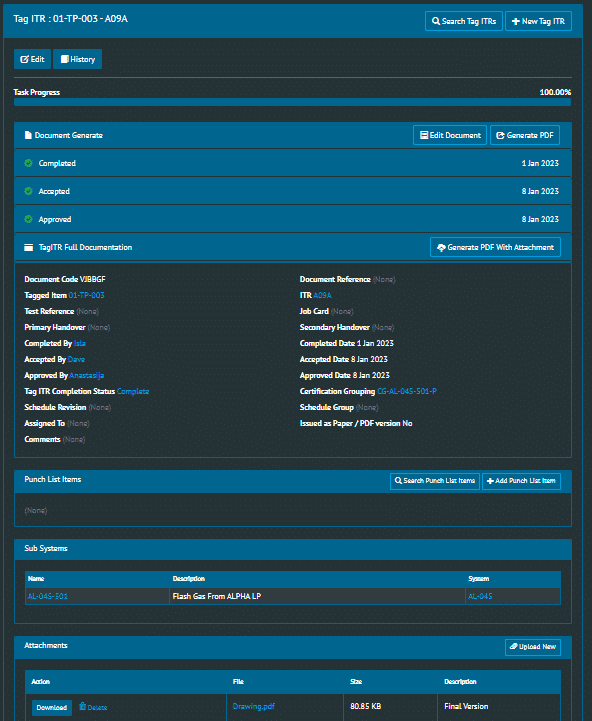 Tag ITR : 01-TP-003 - A09A
Search Tag ITRs
New Tag ITR
Edit
History
Task Progress 100.00%
Document Generate
Edit Document
Generate PDF
Completed 1 Jan 2023
Accepted 8 Jan 2023
Approved 8 Jan 2023
TagITR Full Documentation
Generate PDF With Attachment
Document Code VJBBGF Document Reference (None)
Tagged Item 01-TP-003 ITR A09A
Test Reference (None) Job Card (None)
Primary Handover (None) Secondary Handover (None)
Completed By Isla Completed Date 1 Jan 2023
Accepted By Dave Accepted Date 8 Jan 2023
Approved By Anastasija Approved Date 8 Jan 2023
Tag ITR Completion Status Complete Certification Grouping CG-AL-045-S01-P
Schedule Revision (None) Schedule Group (None)
Assigned To (None) Issued as Paper / PDF version No
Comments (None)
Punch List Items
Search Punch List Items
Add Punch List Item
(None)
Sub Systems
Name Description System
AL-045-S01 Flash Gas From ALPHA LP AL-045
Attachments
Upload New
Action File Size Description
Download Delete Drawing.pdf 80.85 KB Final Version